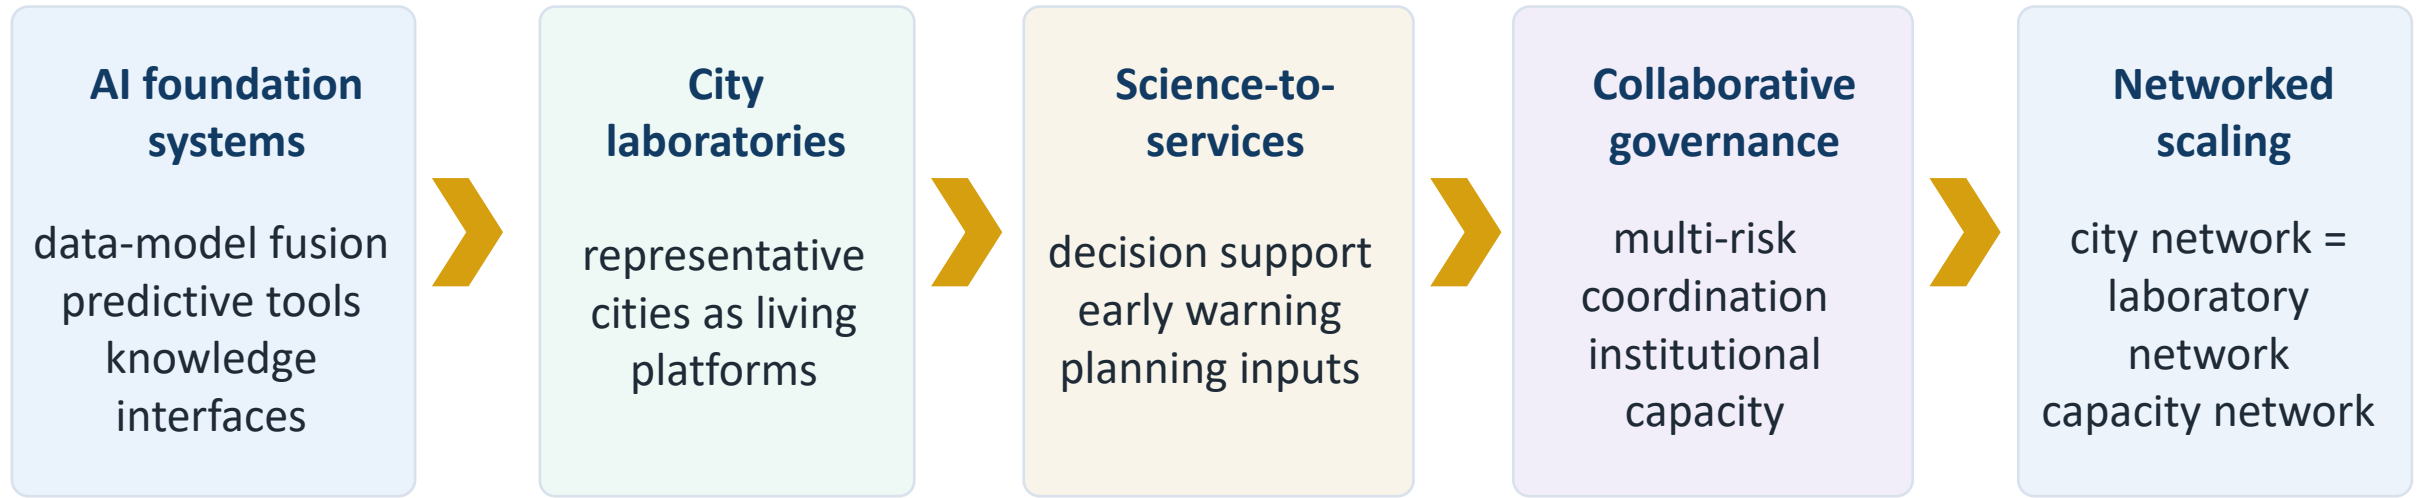 AI foundation
systems
data-model fusion
predictive tools
knowledge
interfaces
City
laboratories
representative
cities as living
platforms
Science-to-
services
decision support
early warning
planning inputs
Collaborative
governance
multi-risk
coordination
institutional
capacity
Networked
scaling
city network =
laboratory
network
capacity network